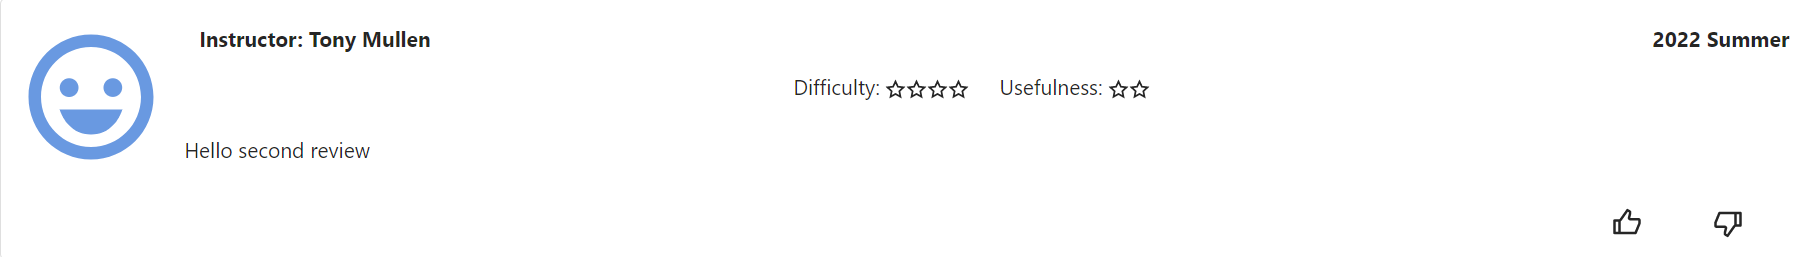 Instructor: Tony Mullen
2022 Summer
Difficulty: ☆☆☆☆ Usefulness: ☆☆
Hello second review